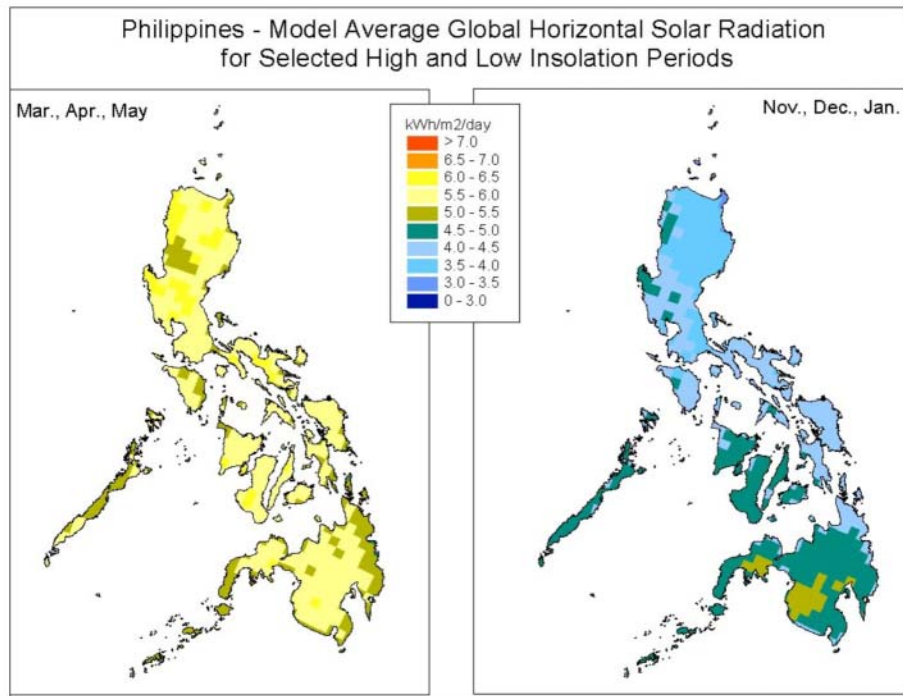 Philippines - Model Average Global Horizontal Solar Radiation
for Selected High and Low Insolation Periods
Mar., Apr., May
Nov., Dec., Jan.
kWh/m2/day
> 7.0
6.5 - 7.0
6.0 - 6.5
5.5 - 6.0
5.0 - 5.5
4.5 - 5.0
4.0 - 4.5
3.5 - 4.0
3.0 - 3.5
0 - 3.0